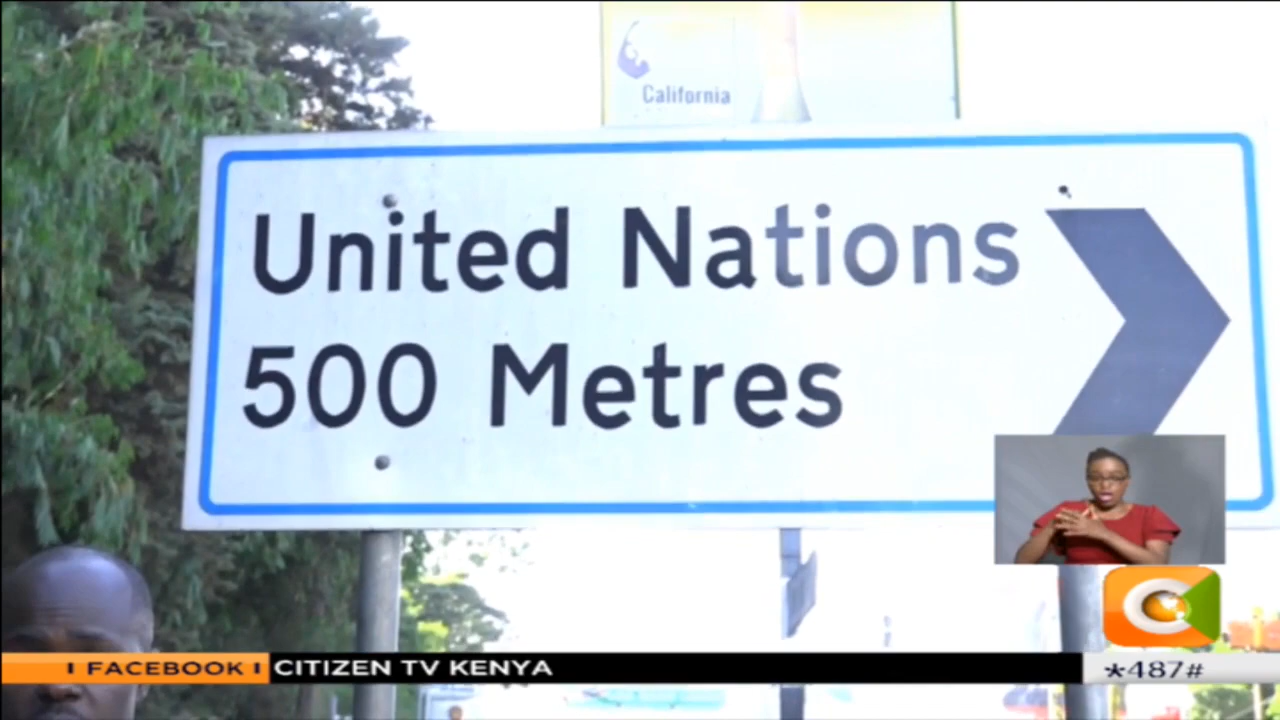 California
United Nations
500 Metres
FACEBOOK
CITIZEN TV KENYA
*487#